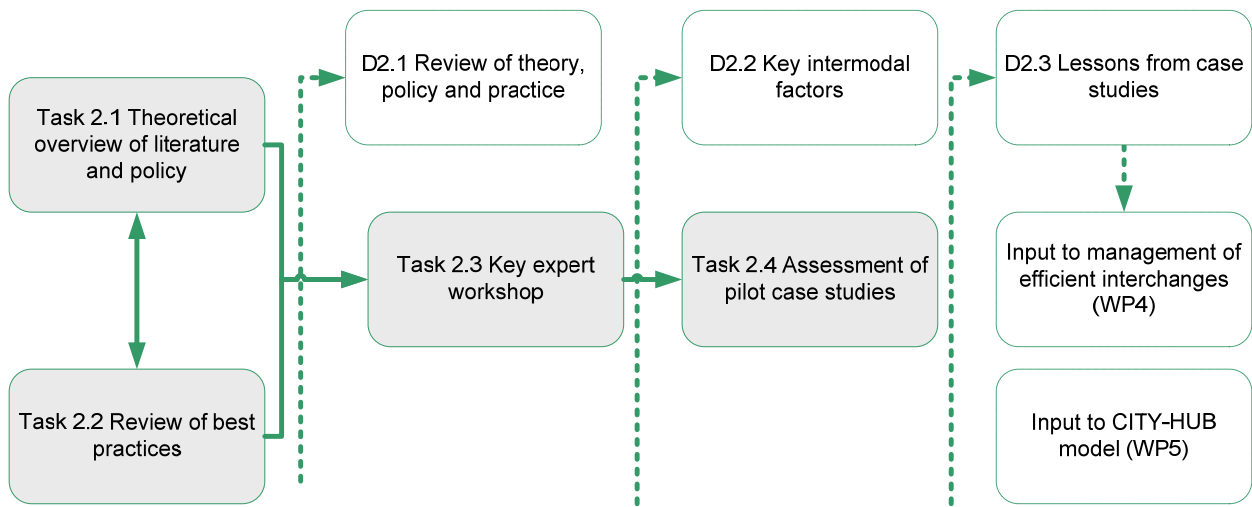 Task 2.1 Theoretical
overview of literature
and policy
Task 2.2 Review of best
practices
D2.1 Review of theory,
policy and practice
Task 2.3 Key expert
workshop
D2.2 Key intermodal
factors
Task 2.4 Assessment of
pilot case studies
D2.3 Lessons from case
studies
Input to management of
efficient interchanges
(WP4)
Input to CITY-HUB
model (WP5)